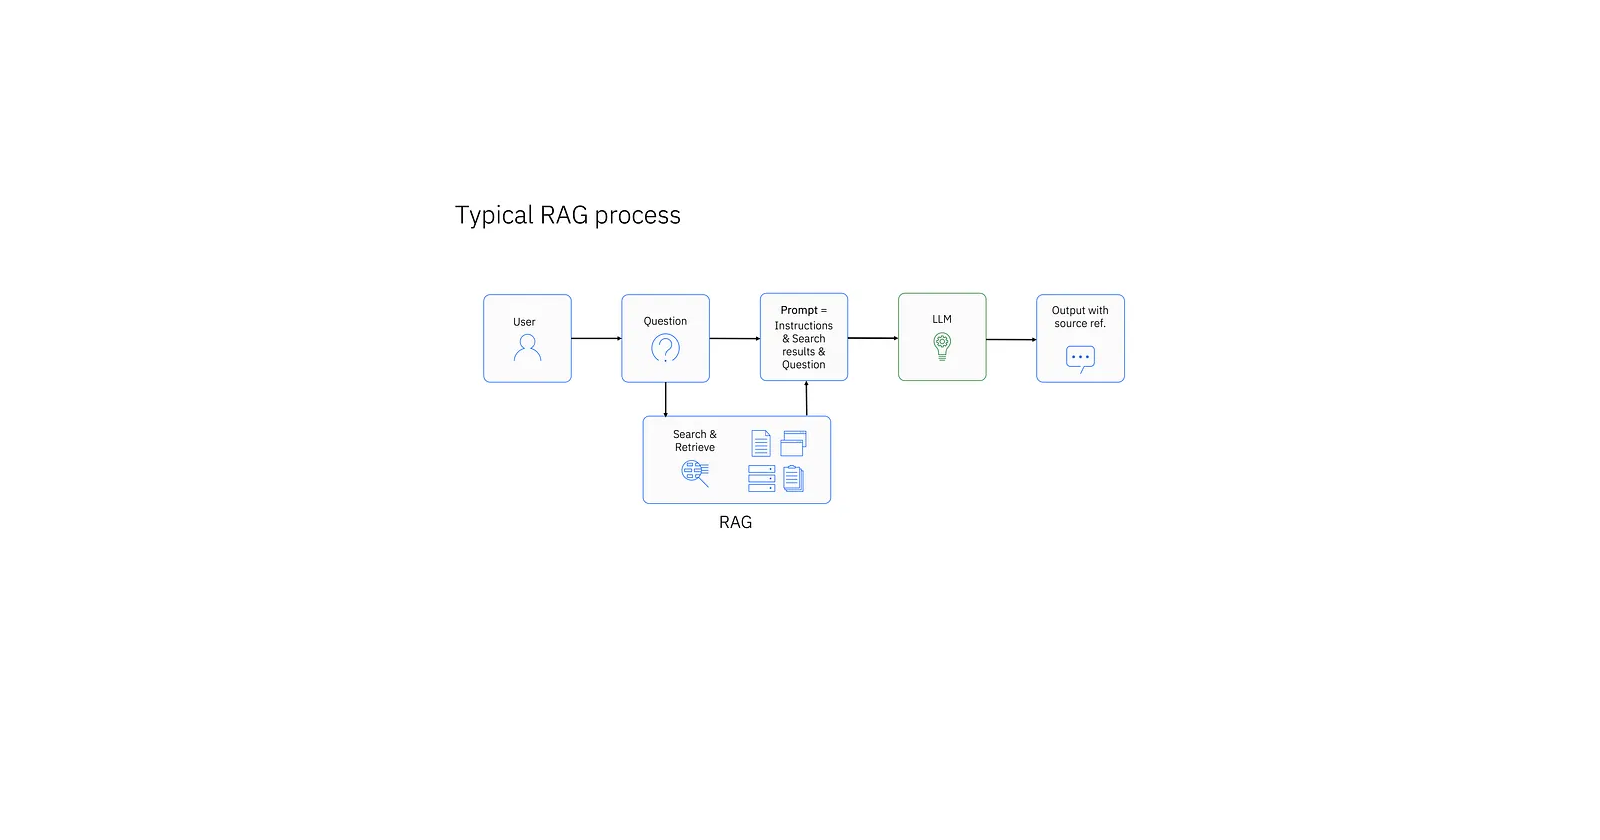 Typical RAG process
User
Question
Prompt =
Instructions
& Search
results &
Question
LLM
Output with
source ref.
Search &
Retrieve
RAG